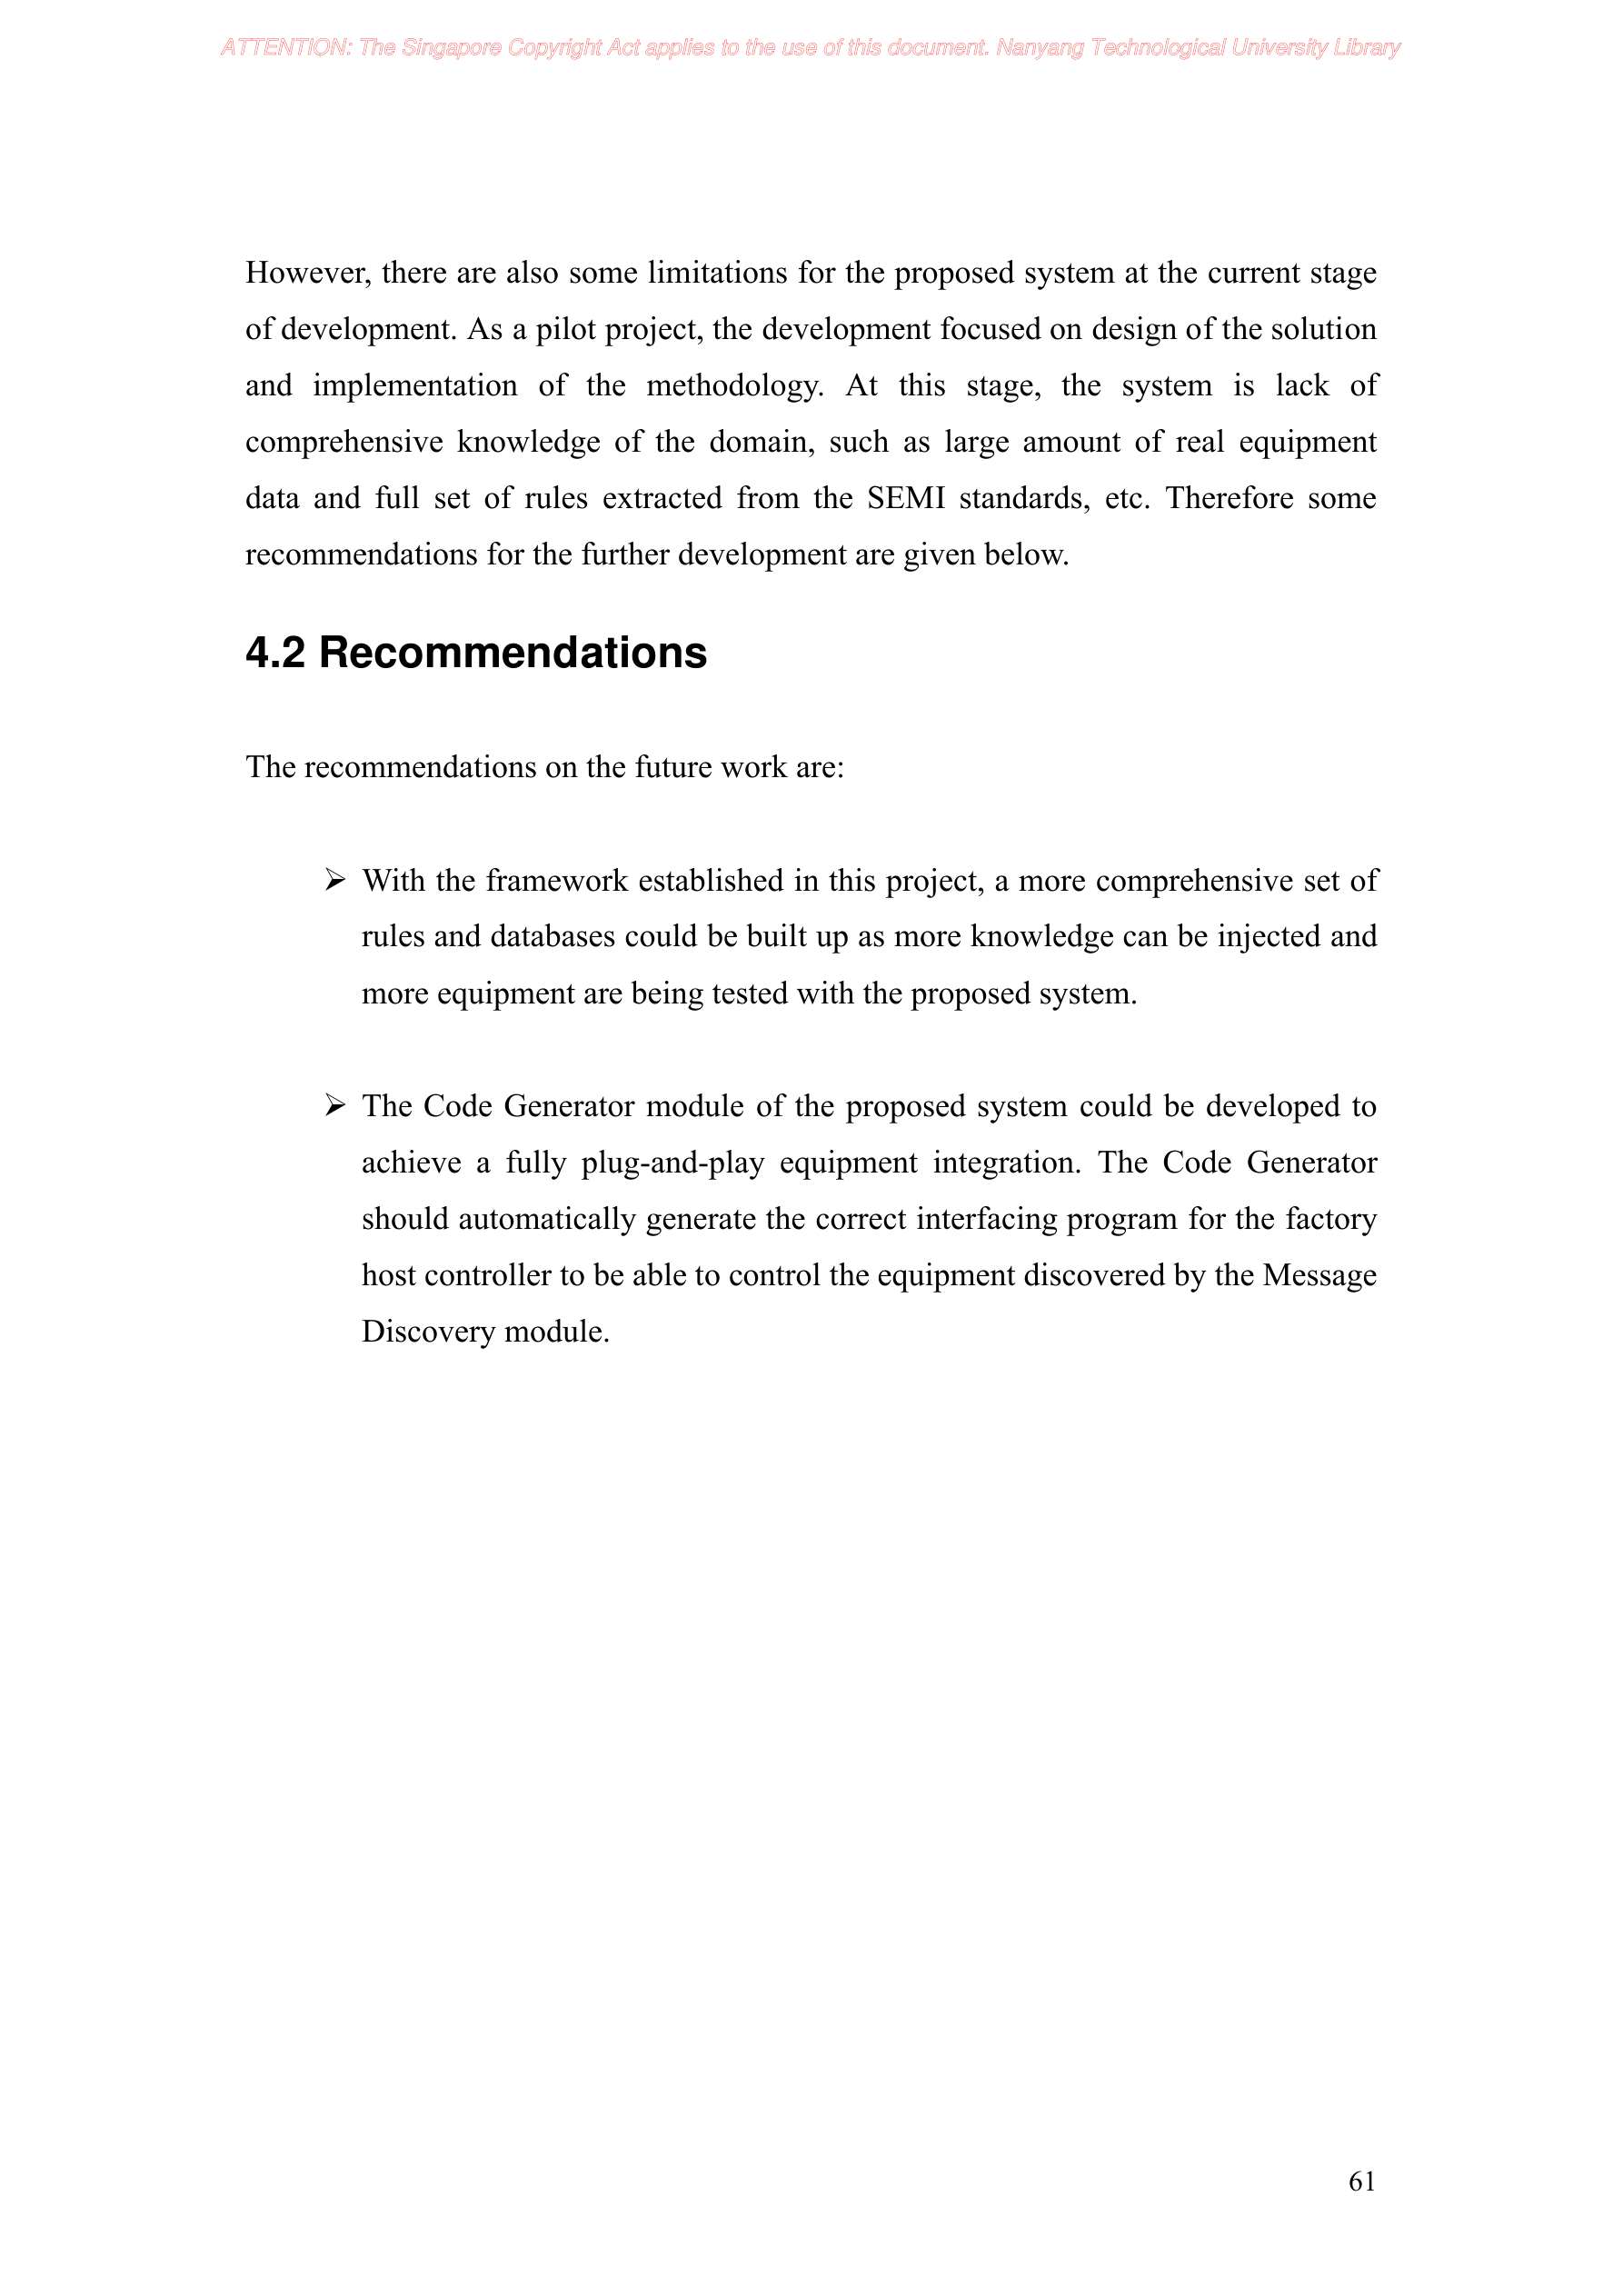 ATTENTION: The Singapore Copyright Act applies to the use of this document. Nanyang Technological University Library
However, there are also some limitations for the proposed system at the current stage
of development. As a pilot project, the development focused on design of the solution
and implementation of the methodology. At this stage, the system is lack of
comprehensive knowledge of the domain, such as large amount of real equipment
data and full set of rules extracted from the SEMI standards, etc. Therefore some
recommendations for the further development are given below.
4.2 Recommendations
The recommendations on the future work are:
➢ With the framework established in this project, a more comprehensive set of
rules and databases could be built up as more knowledge can be injected and
more equipment are being tested with the proposed system.
➢ The Code Generator module of the proposed system could be developed to
achieve a fully plug-and-play equipment integration. The Code Generator
should automatically generate the correct interfacing program for the factory
host controller to be able to control the equipment discovered by the Message
Discovery module.
61